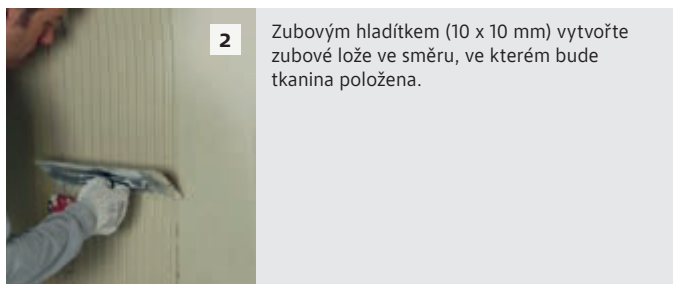 2
Zubovým hladítkem (10 x 10 mm) vytvořte
zubové lože ve směru, ve kterém bude
tkanina položena.